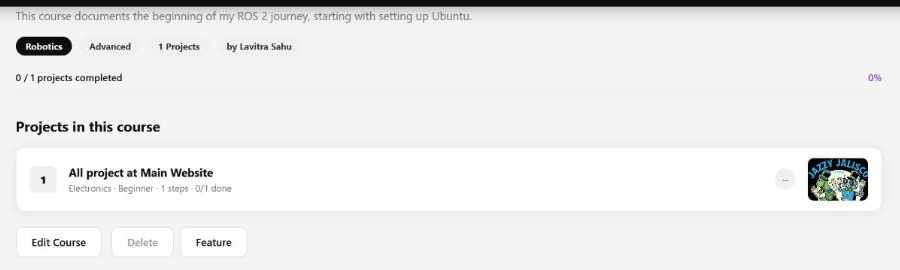 This course documents the beginning of my ROS 2 journey, starting with setting up Ubuntu.
Robotics Advanced 1 Projects by Lavitra Sahu
0 / 1 projects completed 0%
Projects in this course
1 All project at Main Website
Electronics · Beginner · 1 steps · 0/1 done
--
JAZZY JALISCO
Edit Course Delete Feature